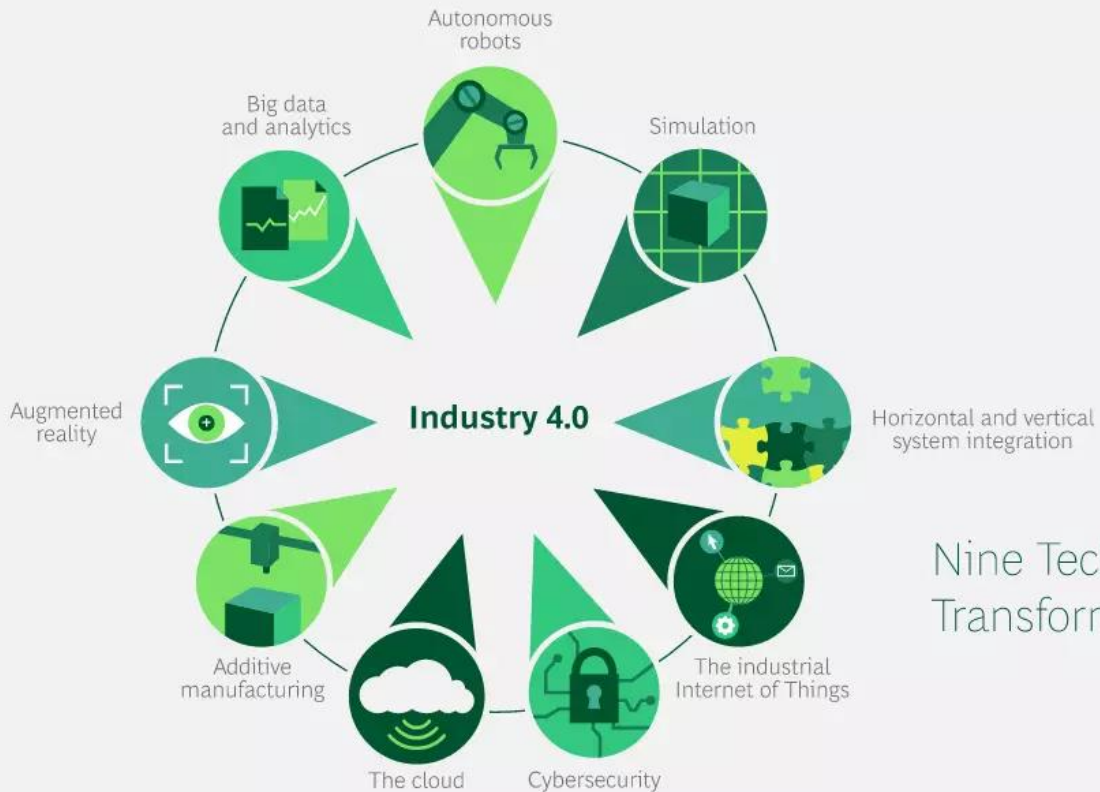 Autonomous
robots
Big data
and analytics
Simulation
Augmented
reality
Industry 4.0
Horizontal and vertical
system integration
Nine Tec
Transforr
Additive
manufacturing
The industrial
Internet of Things
The cloud
Cybersecurity